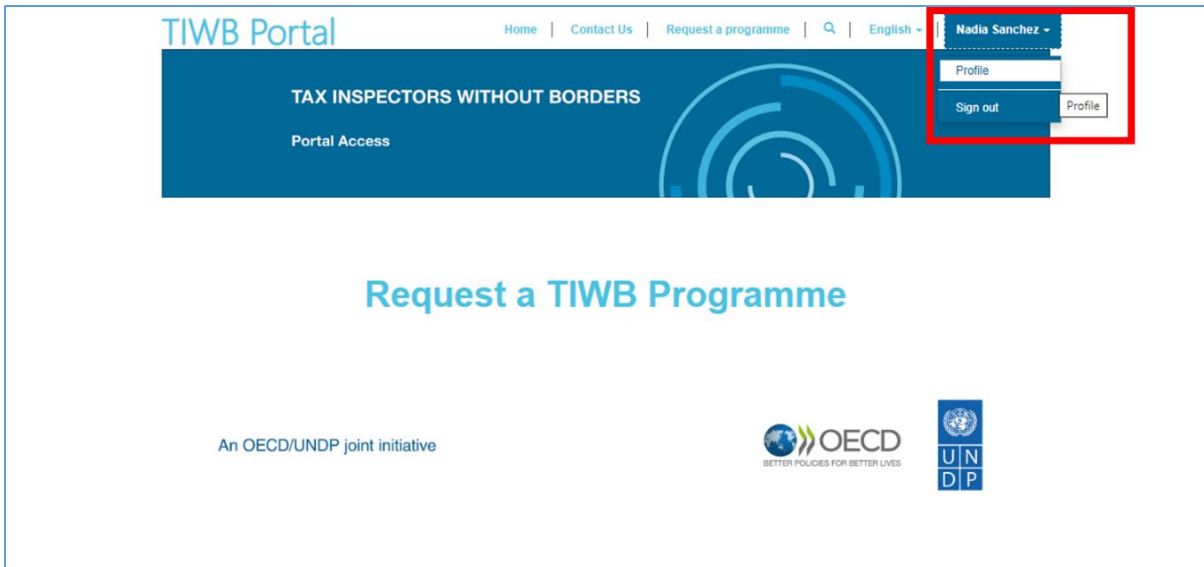 TIWB Portal
Home | Contact Us | Request a programme | English | Nadia Sanchez
Profile
Sign out
Profile
TAX INSPECTORS WITHOUT BORDERS
Portal Access
Request a TIWB Programme
An OECD/UNDP joint initiative
OECD
BETTER POLICIES FOR BETTER LIVES
U N
D P